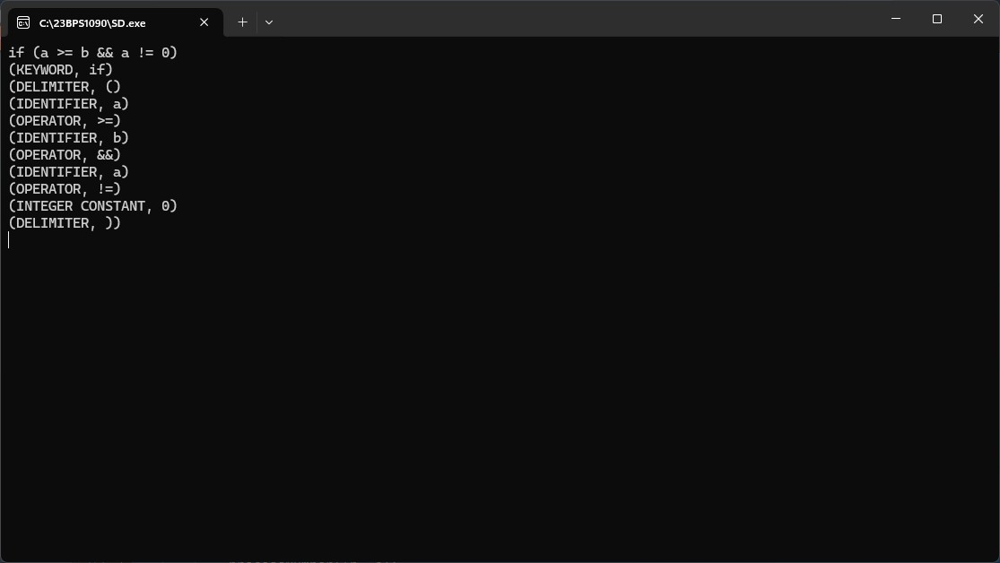 C:\23BPS1090\SD.exe
if (a >= b && a != 0)
(KEYWORD, if)
(DELIMITER, ()
(IDENTIFIER, a)
(OPERATOR, >=)
(IDENTIFIER, b)
(OPERATOR, &&)
(IDENTIFIER, a)
(OPERATOR, !=)
(INTEGER CONSTANT, 0)
(DELIMITER, ))